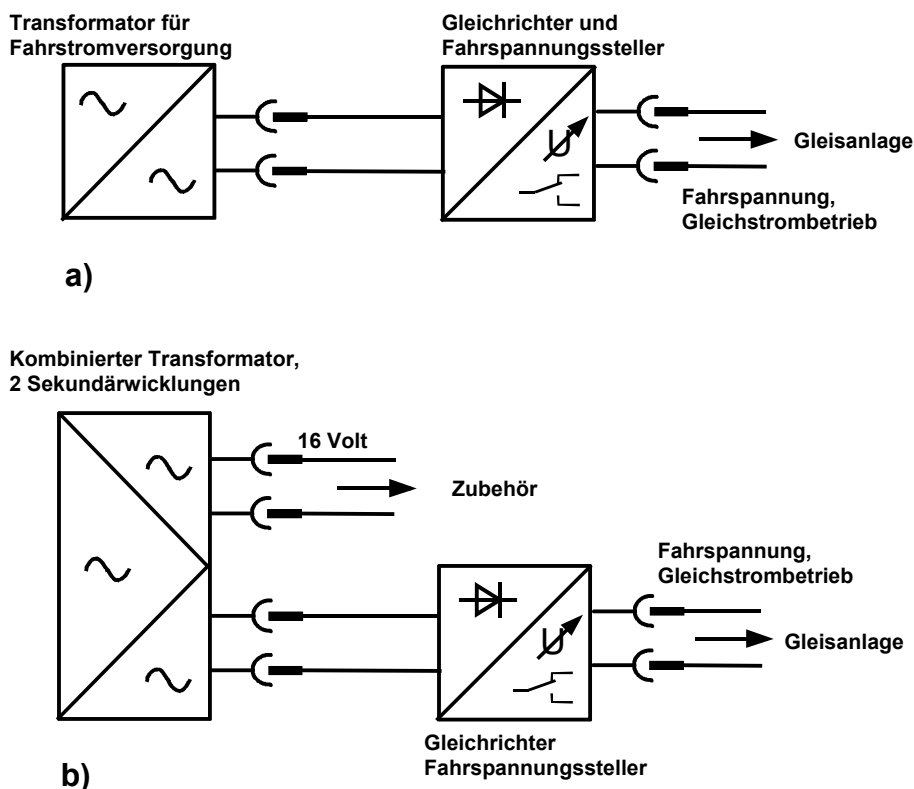 Transformator für
Fahrstromversorgung
Gleichrichter und
Fahrspannungssteller
U
Gleisanlage
Fahrspannung,
Gleichstrombetrieb
a)
Kombinierter Transformator,
2 Sekundärwicklungen
16 Volt
Zubehör
Fahrspannung,
Gleichstrombetrieb
U
Gleisanlage
Gleichrichter
Fahrspannungssteller
b)